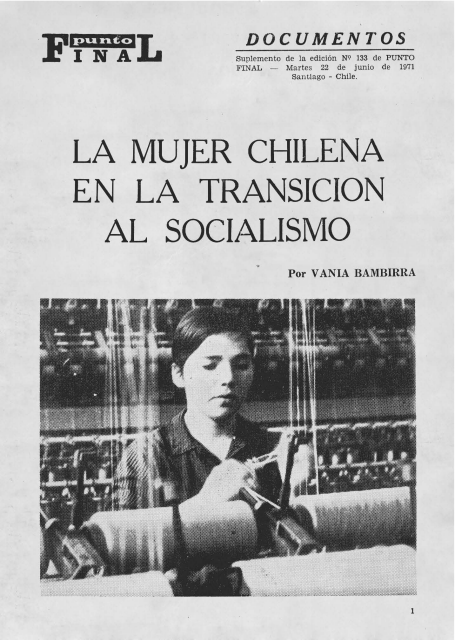 punto
FINAL
DOCUMENTOS
Suplemento de la edición Nº 133 de PUNTO
FINAL — Martes 22 de junio de 1971
Santiago - Chile.
LA MUJER CHILENA
EN LA TRANSICION
AL SOCIALISMO
Por VANIA BAMBIRRA
1